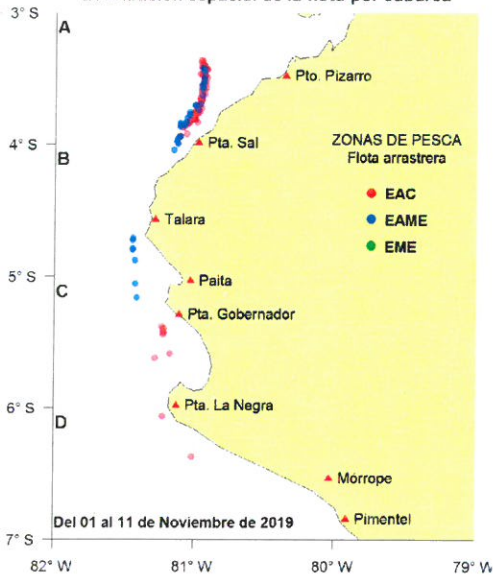 3° S
A
Pto. Pizarro
4° S
Pta. Sal
ZONAS DE PESCA
Flota arrastrera
B
EAC
EAME
EME
Talara
5° S
Paita
C
Pta. Gobernador
6° S
Pta. La Negra
D
Mórrope
Del 01 al 11 de Noviembre de 2019
Pimentel
7° S
82° W
81° W
80° W
79° W